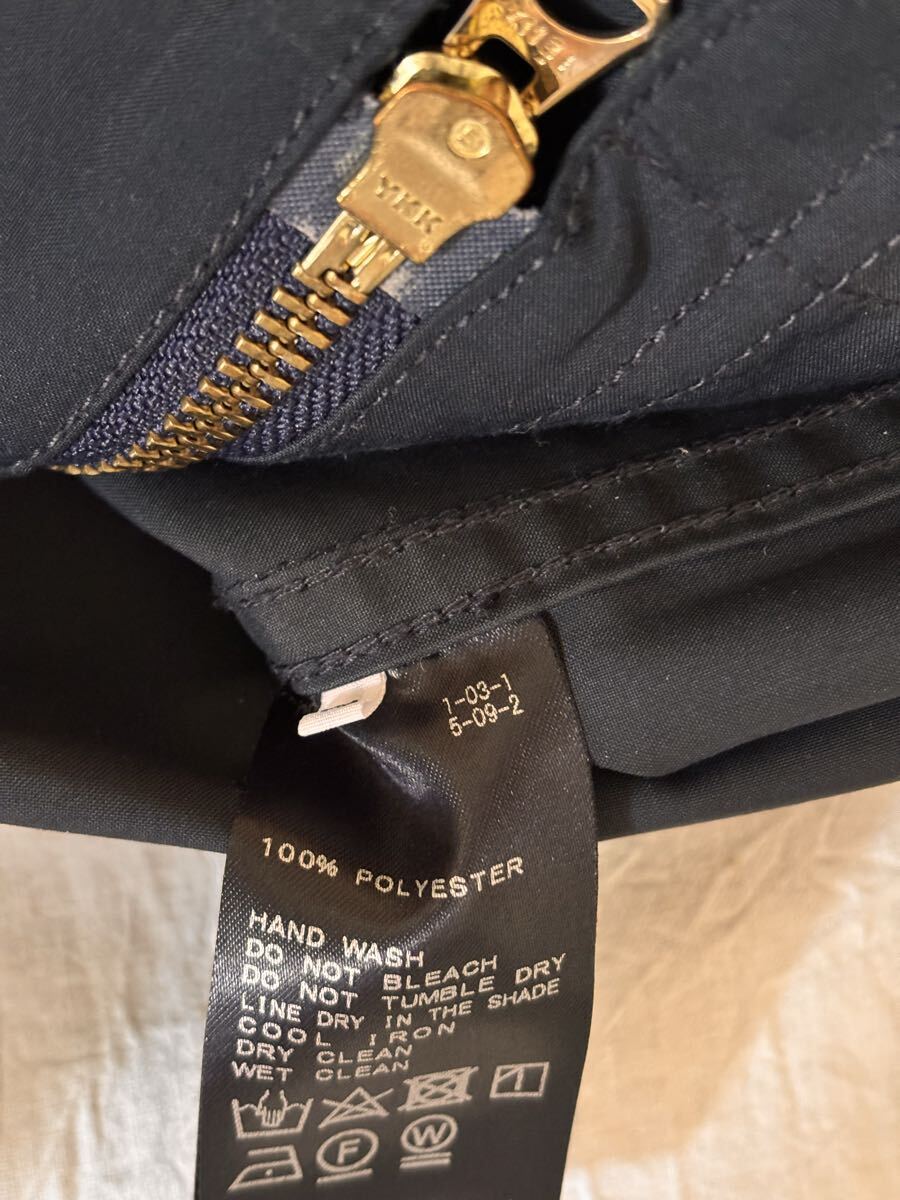 YKK
1-03-1
5-09-2
100% POLYESTER
HAND WASH
DO NOT BLEACH
DO NOT TUMBLE DRY
LINE DRY IN THE SHADE
COOL IRON
DRY CLEAN
WET CLEAN
F
W